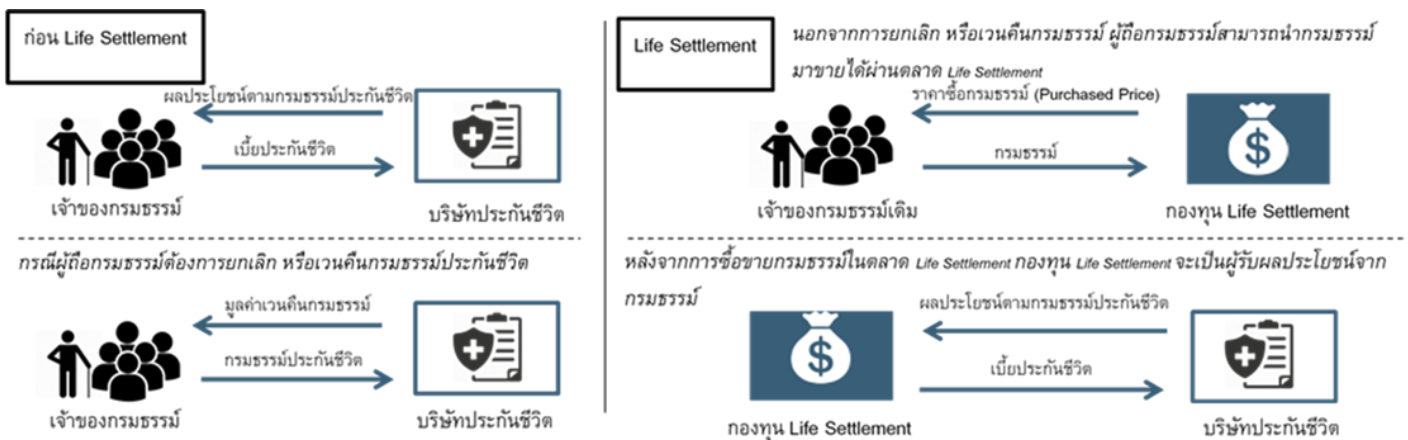 ก่อน Life Settlement
ผลประโยชน์ตามกรมธรรม์ประกันชีวิต
เบี้ยประกันชีวิต
เจ้าของกรมธรรม์
บริษัทประกันชีวิต
กรณีผู้ถือกรมธรรม์ต้องการยกเลิก หรือเวนคืนกรมธรรม์ประกันชีวิต
มูลค่าเวนคืนกรมธรรม์
กรมธรรม์ประกันชีวิต
เจ้าของกรมธรรม์
บริษัทประกันชีวิต
Life Settlement
นอกจากการยกเลิก หรือเวนคืนกรมธรรม์ ผู้ถือกรมธรรม์สามารถนำกรมธรรม์
มาขายได้ผ่านตลาด Life Settlement
ราคาซื้อกรมธรรม์ (Purchased Price)
กรมธรรม์
$
เจ้าของกรมธรรม์เดิม
กองทุน Life Settlement
หลังจากการซื้อขายกรมธรรม์ในตลาด Life Settlement กองทุน Life Settlement จะเป็นผู้รับผลประโยชน์จาก
กรมธรรม์
ผลประโยชน์ตามกรมธรรม์ประกันชีวิต
$
เบี้ยประกันชีวิต
กองทุน Life Settlement
บริษัทประกันชีวิต